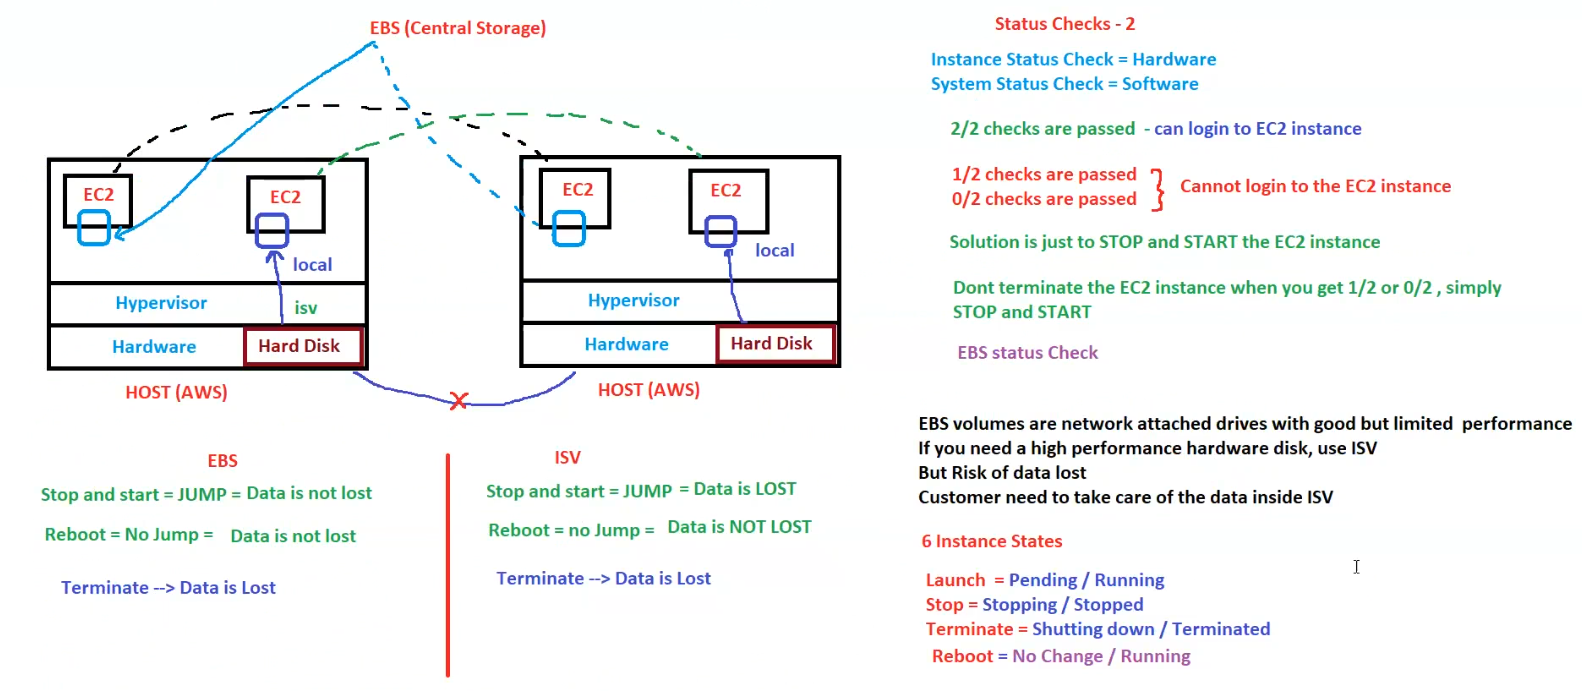 EBS (Central Storage)
EC2
EC2
local
Hypervisor
isv
Hardware
Hard Disk
HOST (AWS)
EC2
EC2
local
Hypervisor
Hardware
Hard Disk
HOST (AWS)
EBS
Stop and start = JUMP = Data is not lost
Reboot = No Jump = Data is not lost
Terminate --> Data is Lost
ISV
Stop and start = JUMP = Data is LOST
Reboot = no Jump = Data is NOT LOST
Terminate --> Data is Lost
Status Checks - 2
Instance Status Check = Hardware
System Status Check = Software
2/2 checks are passed - can login to EC2 instance
1/2 checks are passed
0/2 checks are passed
Cannot login to the EC2 instance
Solution is just to STOP and START the EC2 instance
Dont terminate the EC2 instance when you get 1/2 or 0/2 , simply
STOP and START
EBS status Check
EBS volumes are network attached drives with good but limited performance
If you need a high performance hardware disk, use ISV
But Risk of data lost
Customer need to take care of the data inside ISV
6 Instance States
Launch = Pending / Running
Stop = Stopping / Stopped
Terminate = Shutting down / Terminated
Reboot = No Change / Running